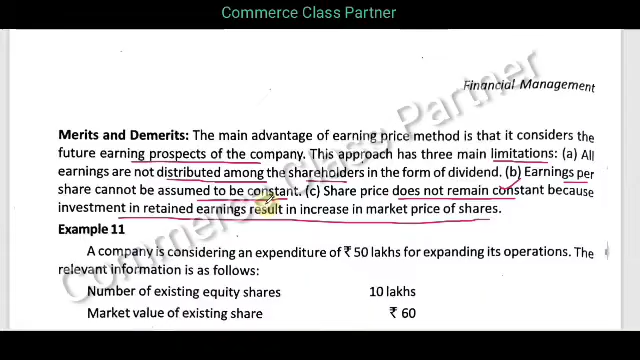 Commerce Class Partner
Financial Management
Commerce Class Partner
Merits and Demerits: The main advantage of earning price method is that it considers the
future earning prospects of the company. This approach has three main limitations: (a) All
earnings are not distributed among the shareholders in the form of dividend. (b) Earnings per
share cannot be assumed to be constant. (c) Share price does not remain constant because
investment in retained earnings result in increase in market price of shares.
Example 11
A company is considering an expenditure of ₹ 50 lakhs for expanding its operations. The
relevant information is as follows:
Number of existing equity shares 10 lakhs
Market value of existing share ₹ 60